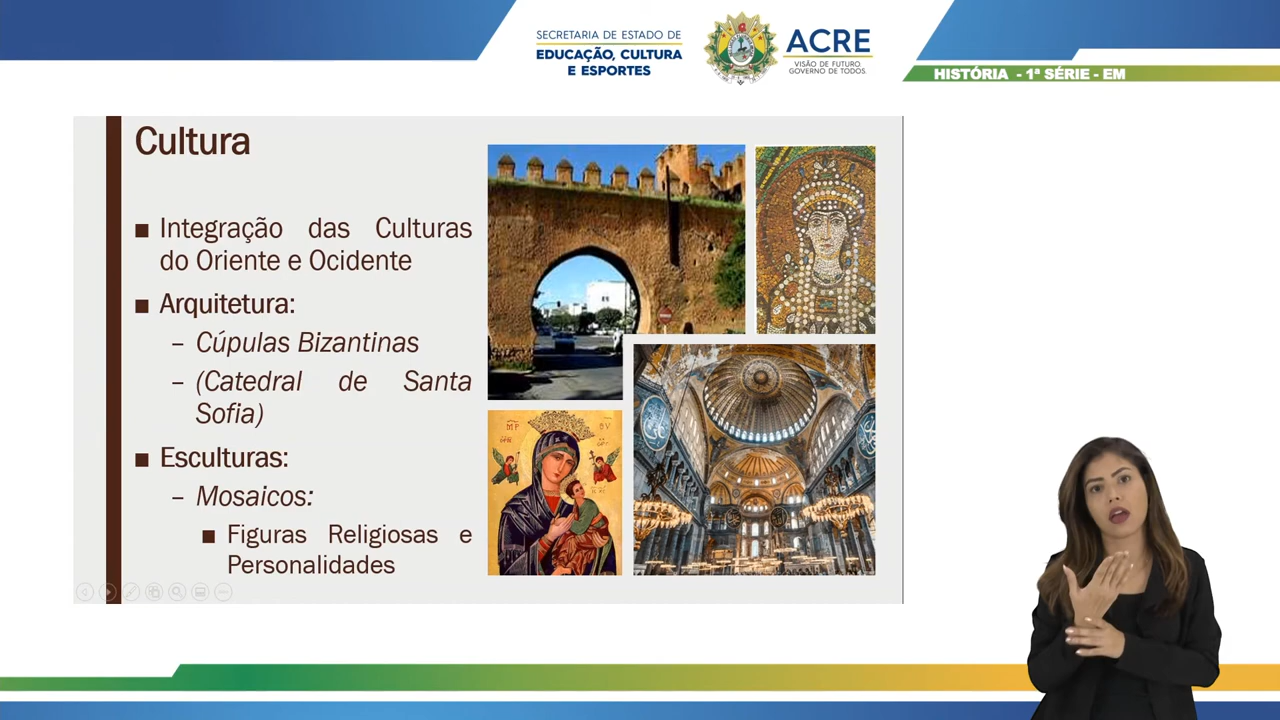 SECRETARIA DE ESTADO DE
EDUCAÇÃO, CULTURA
E ESPORTES
ACRE
VISÃO DE FUTURO
GOVERNO DE TODOS
HISTÓRIA - 1ª SÉRIE - EM
Cultura
■ Integração das Culturas
do Oriente e Ocidente
■ Arquitetura:
– Cúpulas Bizantinas
– (Catedral de Santa
Sofia)
■ Esculturas:
– Mosaicos:
■ Figuras Religiosas e
Personalidades